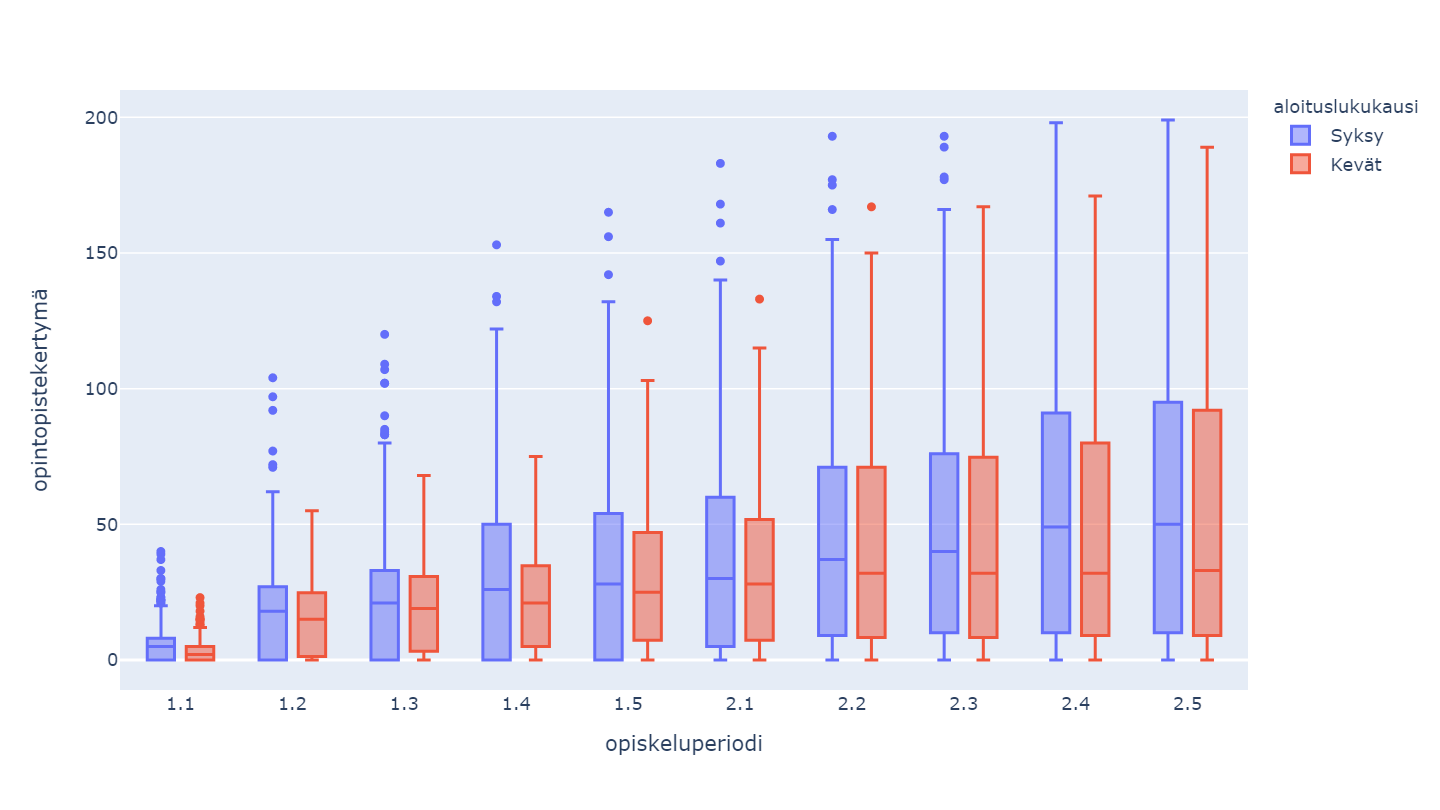 aloituslukukausi
Syksy
Kevät
opintopistekertymä
200
150
100
50
0
1.1 1.2 1.3 1.4 1.5 2.1 2.2 2.3 2.4 2.5
opiskeluperiodi